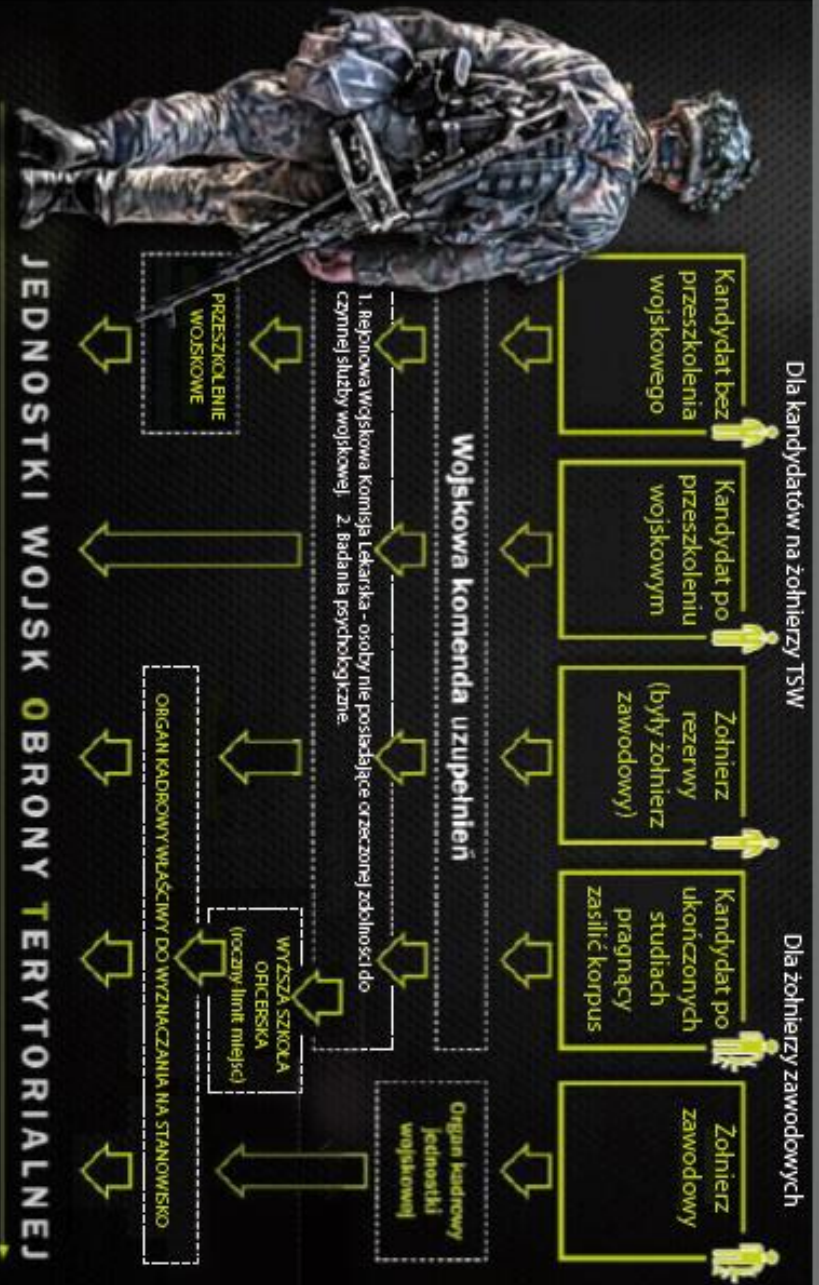 Dla kandydatów na żołnierzy TSW
Dla żołnierzy zawodowych
Kandydat bez
przeszkolenia
wojskowego
Kandydat po
przeszkoleniu
wojskowym
Żołnierz
rezerwy
(były żołnierz
zawodowy)
Kandydat po
ukończonych
studiach
pragnący
zasilić korpus
Żołnierz
zawodowy
Wojskowa komenda uzupełnień
Organ kadrowy
jednostki
wojskowej
1. Rejonowa Wojskowa Komisja Lekarska - osoby nie posiadające orzeczonej zdolności do
czynnej służby wojskowej. 2. Badania psychologiczne.
WYŻSZA SZKOŁA
OFICERSKA
(roczny limit miejsc)
PRZESZKOLENIE
WOJSKOWE
ORGAN KADROWY WŁAŚCIWY DO WYZNACZANIA NA STANOWISKO
JEDNOSTKI WOJSK OBRONY TERYTORIALNEJ